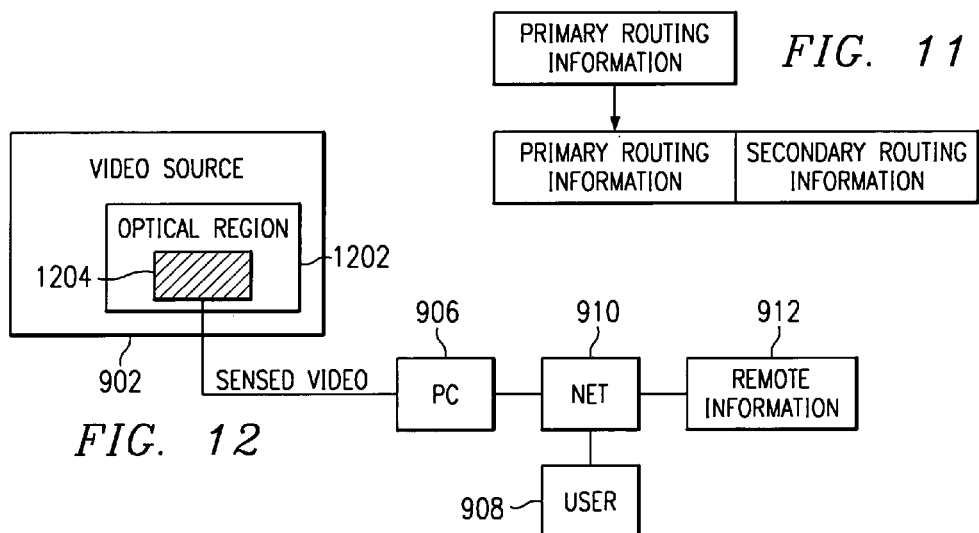 PRIMARY ROUTING
INFORMATION
FIG. 11
PRIMARY ROUTING
INFORMATION
SECONDARY ROUTING
INFORMATION
VIDEO SOURCE
OPTICAL REGION
1204
1202
902
SENSED VIDEO
906
PC
910
NET
912
REMOTE
INFORMATION
908
USER
FIG. 12